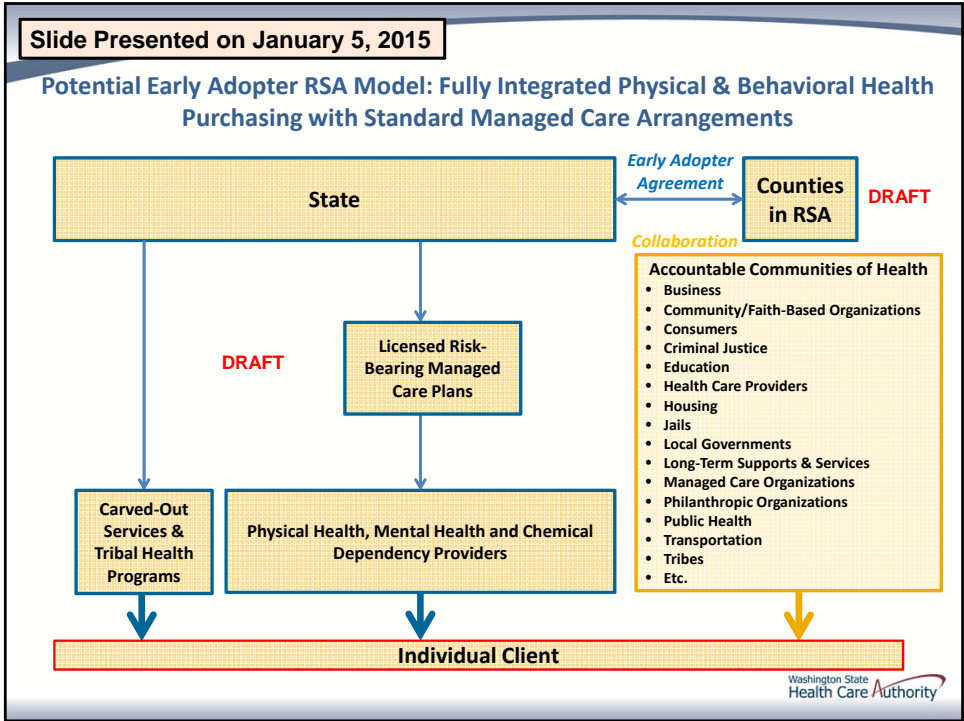 Slide Presented on January 5, 2015
Potential Early Adopter RSA Model: Fully Integrated Physical & Behavioral Health
Purchasing with Standard Managed Care Arrangements
State
Early Adopter
Agreement
Counties
in RSA
DRAFT
Collaboration
Accountable Communities of Health
• Business
• Community/Faith-Based Organizations
• Consumers
• Criminal Justice
• Education
• Health Care Providers
• Housing
• Jails
• Local Governments
• Long-Term Supports & Services
• Managed Care Organizations
• Philanthropic Organizations
• Public Health
• Transportation
• Tribes
• Etc.
DRAFT
Licensed Risk-
Bearing Managed
Care Plans
Carved-Out
Services &
Tribal Health
Programs
Physical Health, Mental Health and Chemical
Dependency Providers
Individual Client
Washington State
Health Care Authority